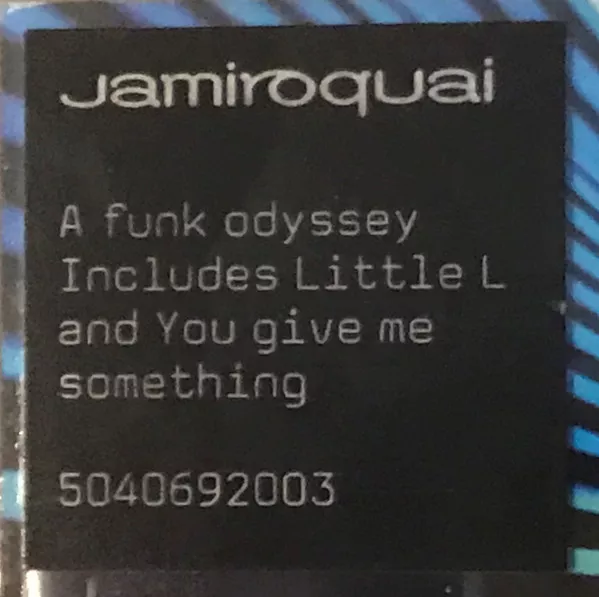 Jamiroquai
A funk odyssey
Includes Little L
and You give me
something
5040692003